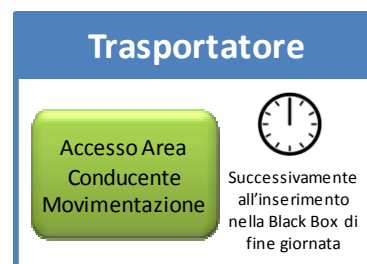 Trasportatore
Accesso Area
Conducente
Movimentazione
Successivamente
all'inserimento
nella Black Box di
fine giornata